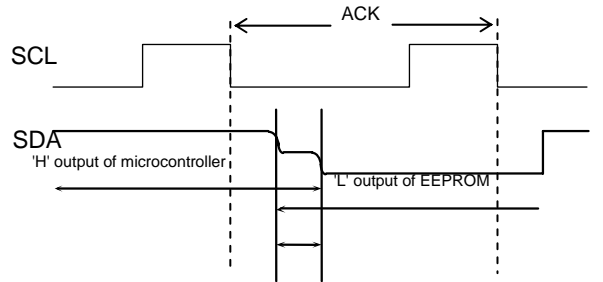 ACK
SCL
SDA
'H' output of microcontroller
'L' output of EEPROM